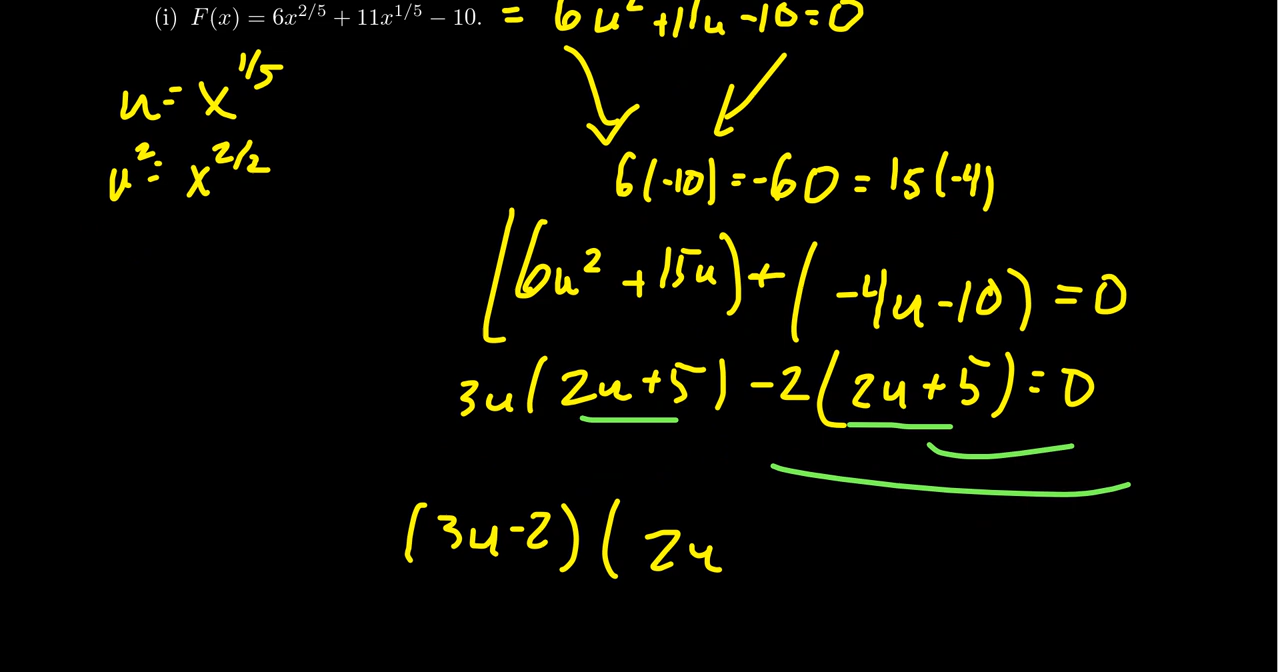 (i) F(x) = 6x^{2/5} + 11x^{1/5} − 10. = 6u² + 11u - 10 = 0
u = x^{1/5}
u² = x^{2/2}
6(-10) = -60 = 15(-4)
[(6u² + 15u) + (-4u - 10) = 0
3u(2u + 5) - 2(2u + 5) = 0
(3u - 2)(2u